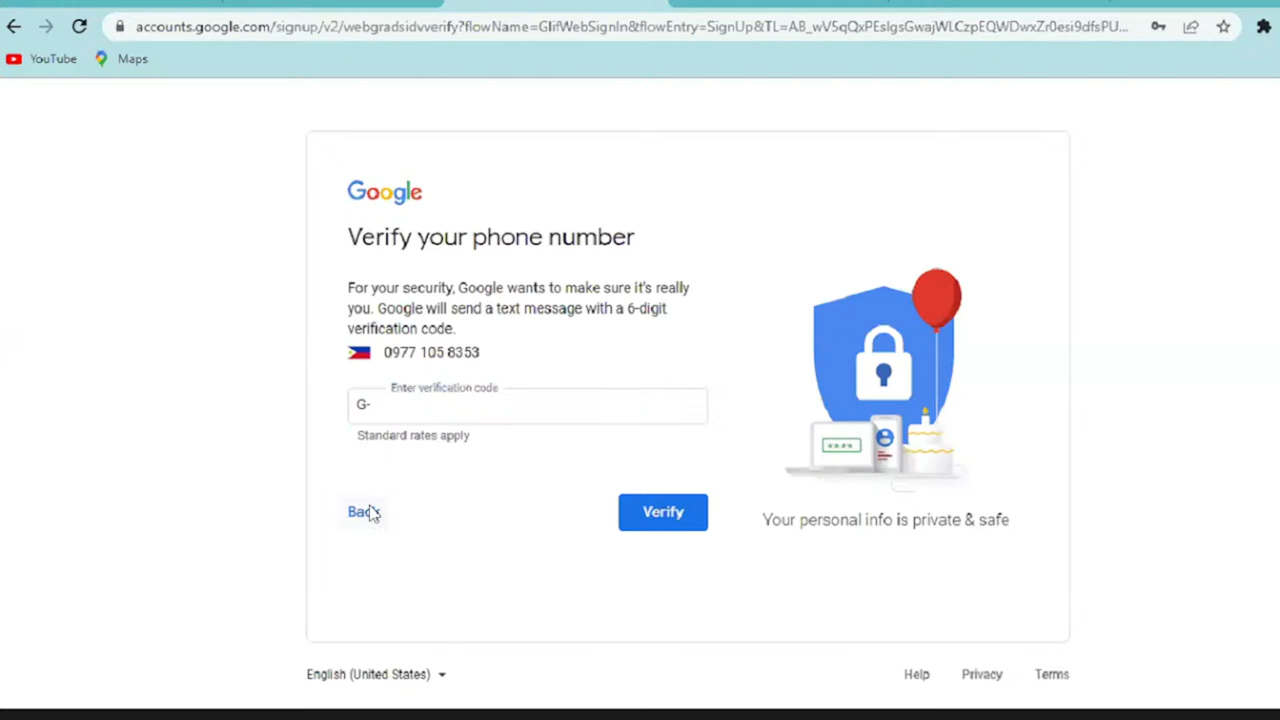 accounts.google.com/signup/v2/webgradsidvverify?flowName=GlifWebSignIn&flowEntry=SignUp&TL=AB_wV5qQxPEslgsGwajWLCzpEQWDwxZr0esi9dfsPU...
YouTube Maps
Google
Verify your phone number
For your security, Google wants to make sure it's really
you. Google will send a text message with a 6-digit
verification code.
0977 105 8353
Enter verification code
G-
Standard rates apply
Back
Verify
Your personal info is private & safe
English (United States)
Help Privacy Terms